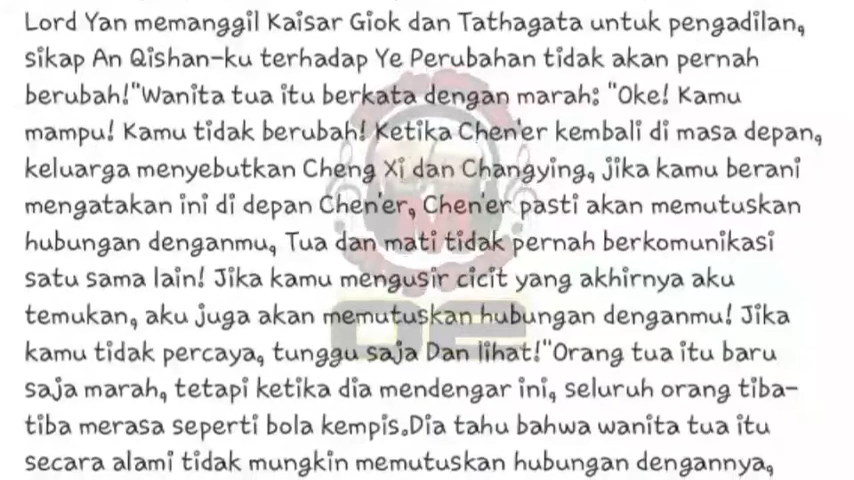 Lord Yan memanggil Kaisar Giok dan Tathagata untuk pengadilan,
sikap An Qishan-ku terhadap Ye Perubahan tidak akan pernah
berubah!"Wanita tua itu berkata dengan marah: "Oke! Kamu
mampu! Kamu tidak berubah! Ketika Chen'er kembali di masa depan,
keluarga menyebutkan Cheng Xi dan Changying, jika kamu berani
mengatakan ini di depan Chen'er, Chen'er pasti akan memutuskan
hubungan denganmu, Tua dan mati tidak pernah berkomunikasi
satu sama lain! Jika kamu mengusir cicit yang akhirnya aku
temukan, aku juga akan memutuskan hubungan denganmu! Jika
kamu tidak percaya, tunggu saja Dan lihat!"Orang tua itu baru
saja marah, tetapi ketika dia mendengar ini, seluruh orang tiba-
tiba merasa seperti bola kempis.Dia tahu bahwa wanita tua itu
secara alami tidak mungkin memutuskan hubungan dengannya,